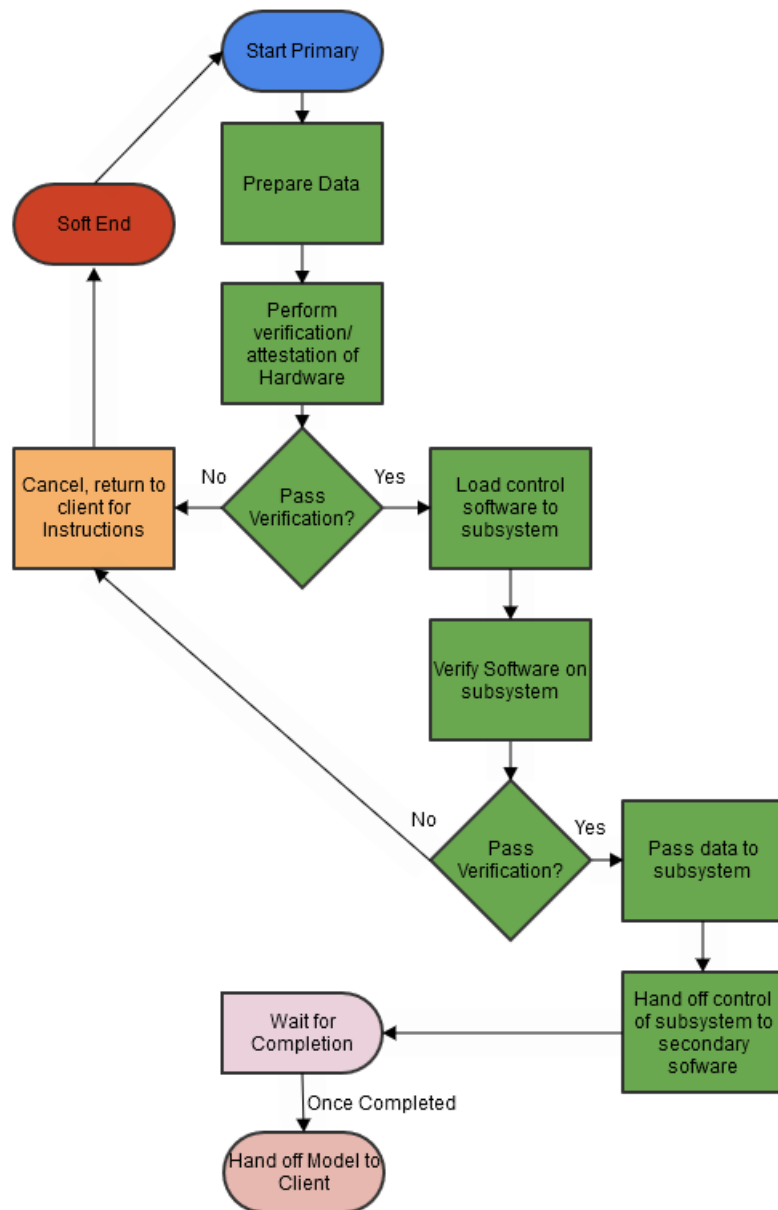 Start Primary
Prepare Data
Soft End
Perform
verification/
attestation of
Hardware
Cancel, return to
client for
Instructions
No
Pass
Verification?
Yes
Load control
software to
subsystem
Verify Software on
subsystem
No
Pass
Verification?
Yes
Pass data to
subsystem
Hand off control
of subsystem to
secondary
sofware
Wait for
Completion
Once Completed
Hand off Model to
Client